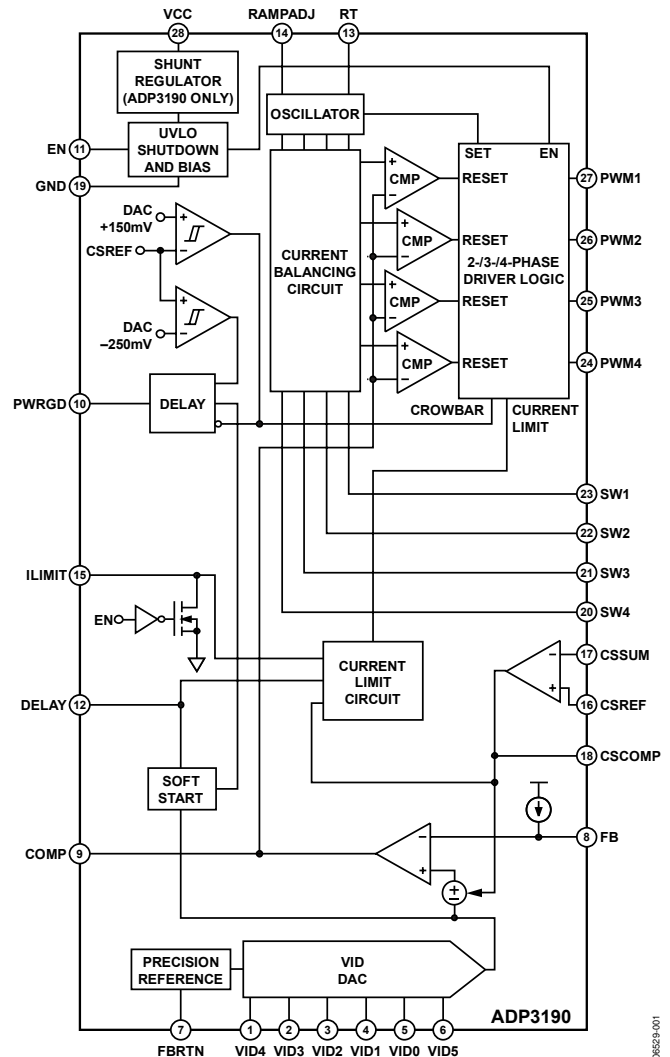 VCC
RAMPADJ
RT
28
14
13
SHUNT
REGULATOR
(ADP3190 ONLY)
OSCILLATOR
UVLO
SHUTDOWN
AND BIAS
EN
11
GND
19
SET
EN
CMP
RESET
27
PWM1
DAC
+150mV
CSREF
CURRENT
BALANCING
CIRCUIT
CMP
RESET
26
PWM2
2-/3-/4-PHASE
DRIVER LOGIC
CMP
RESET
25
PWM3
DAC
–250mV
CMP
RESET
24
PWM4
PWRGD
10
DELAY
CROWBAR
CURRENT
LIMIT
23
SW1
22
SW2
21
SW3
20
SW4
ILIMIT
15
EN
17
CSSUM
CURRENT
LIMIT
CIRCUIT
16
CSREF
DELAY
12
18
CSCOMP
SOFT
START
8
FB
COMP
9
PRECISION
REFERENCE
VID
DAC
ADP3190
7
1
2
3
4
5
6
FBRTN
VID4
VID3
VID2
VID1
VID0
VID5
06529-001
+
–
+
–
+
–
+
–
+
–
+
–
–
+
–
+
±